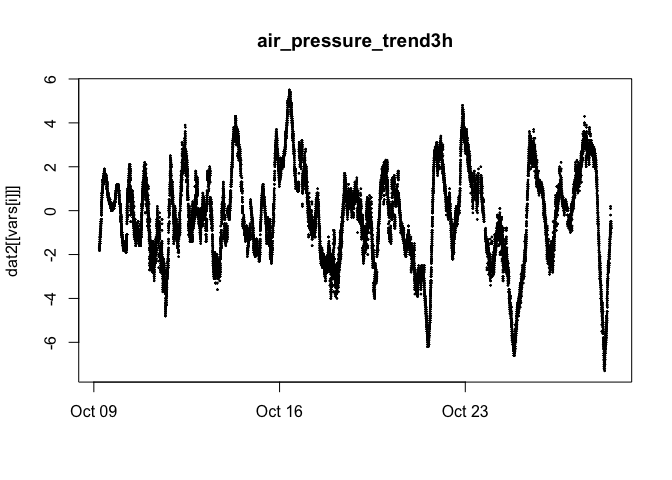 air_pressure_trend3h
dat2[[vars[i]]]
6
4
2
0
-2
-4
-6
Oct 09
Oct 16
Oct 23